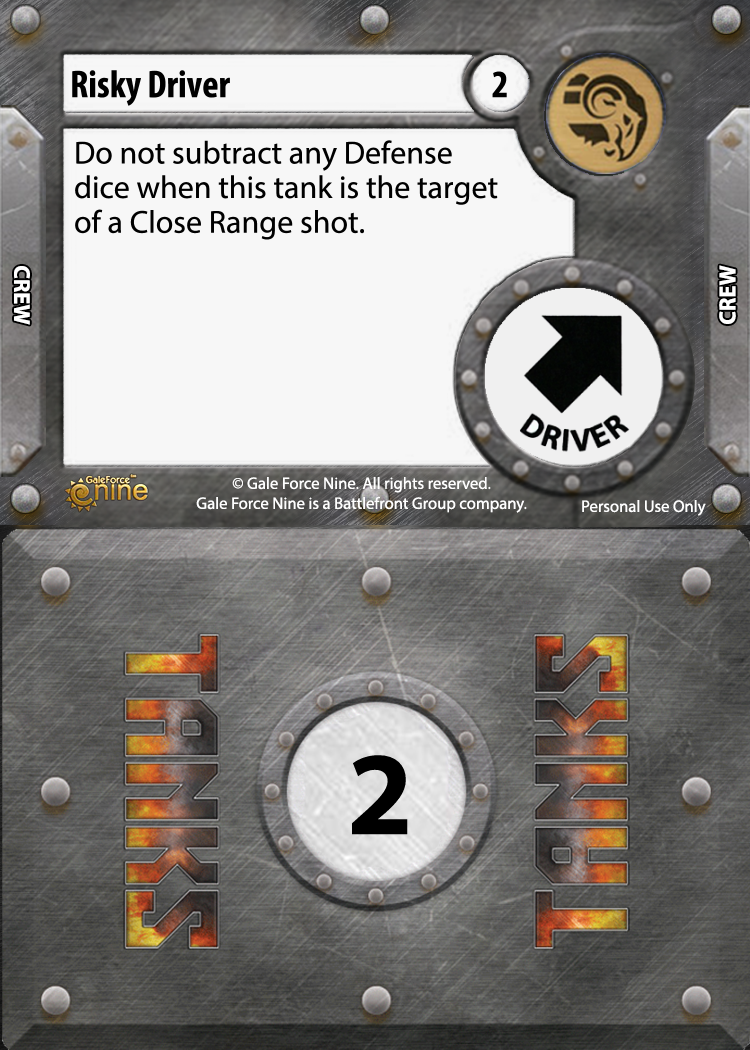 Risky Driver
2
Do not subtract any Defense
dice when this tank is the target
of a Close Range shot.
CREW
CREW
DRIVER
GaleForce™
nine
© Gale Force Nine. All rights reserved.
Gale Force Nine is a Battlefront Group company.
Personal Use Only
TANKS
2
TANKS